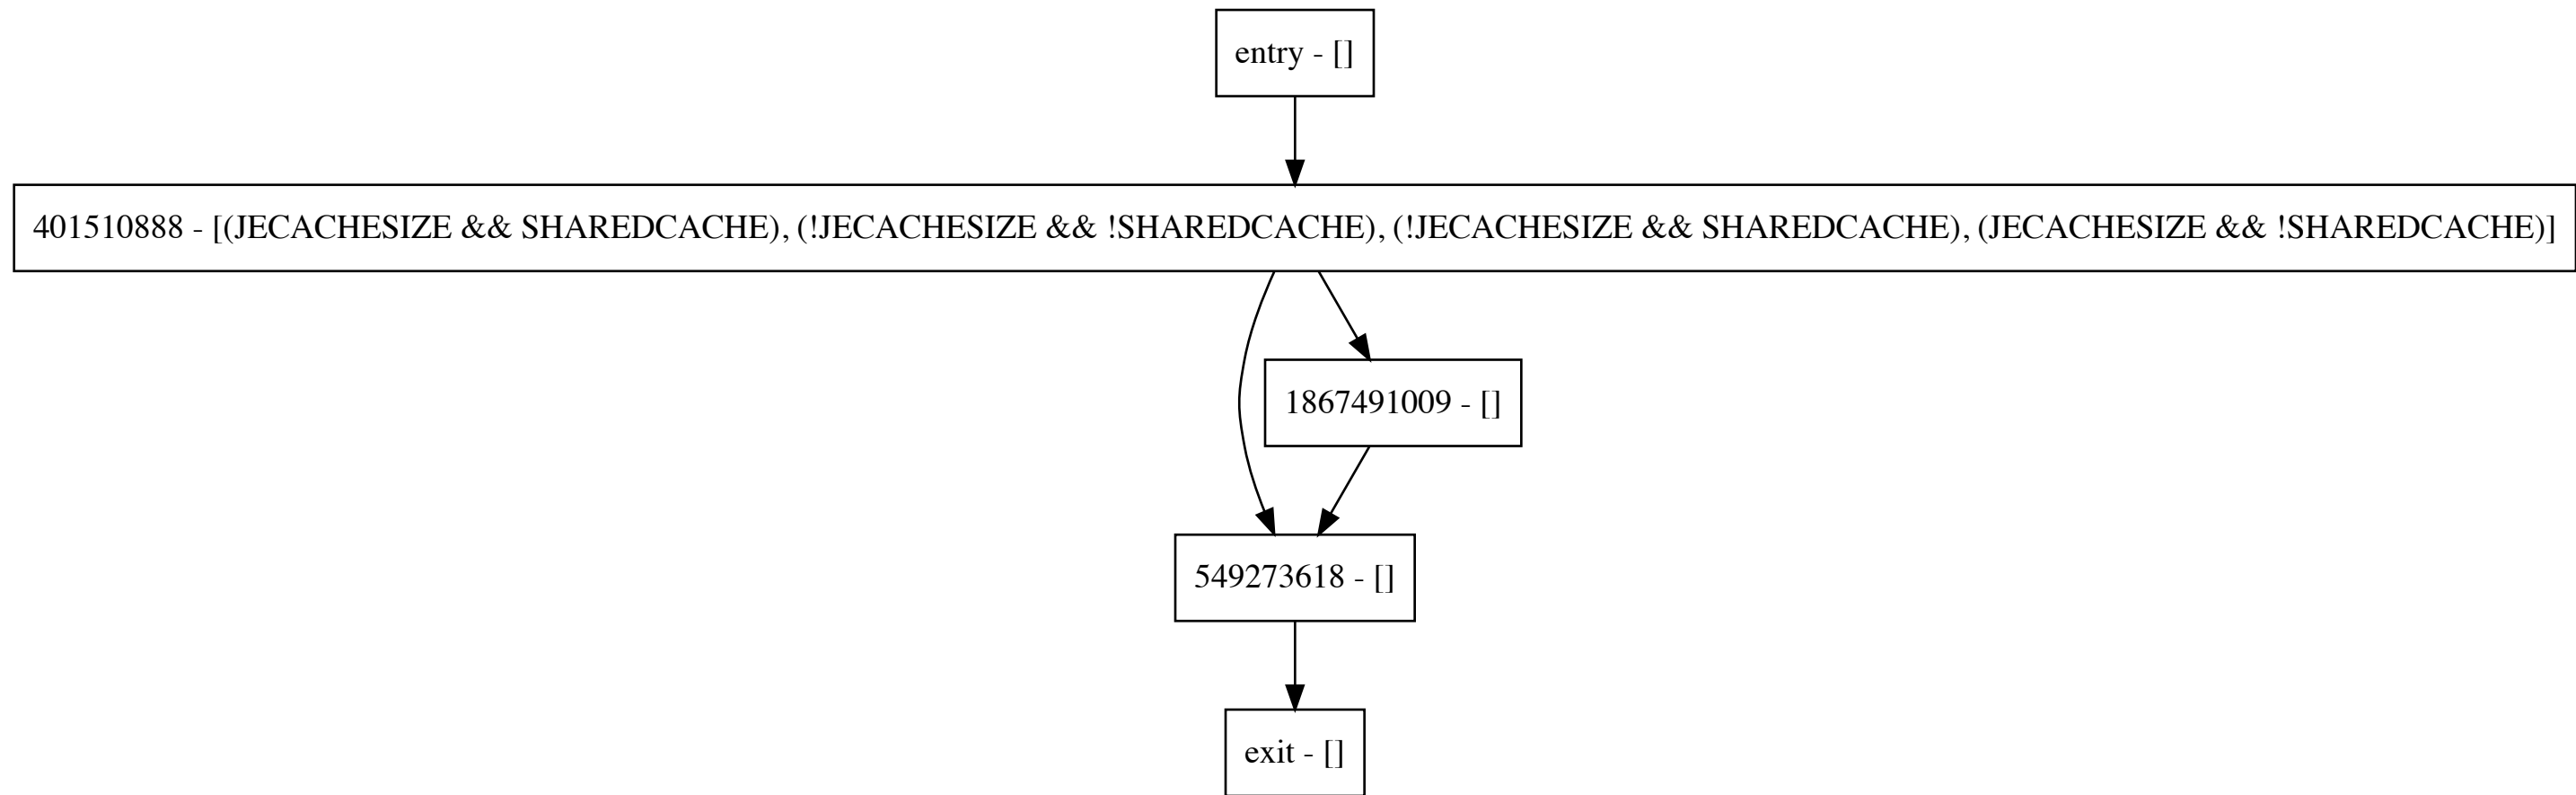 entry - []
401510888 - [(JECACHESIZE && SHAREDCACHE), (!JECACHESIZE && !SHAREDCACHE), (!JECACHESIZE && SHAREDCACHE), (JECACHESIZE && !SHAREDCACHE)]
1867491009 - []
549273618 - []
exit - []